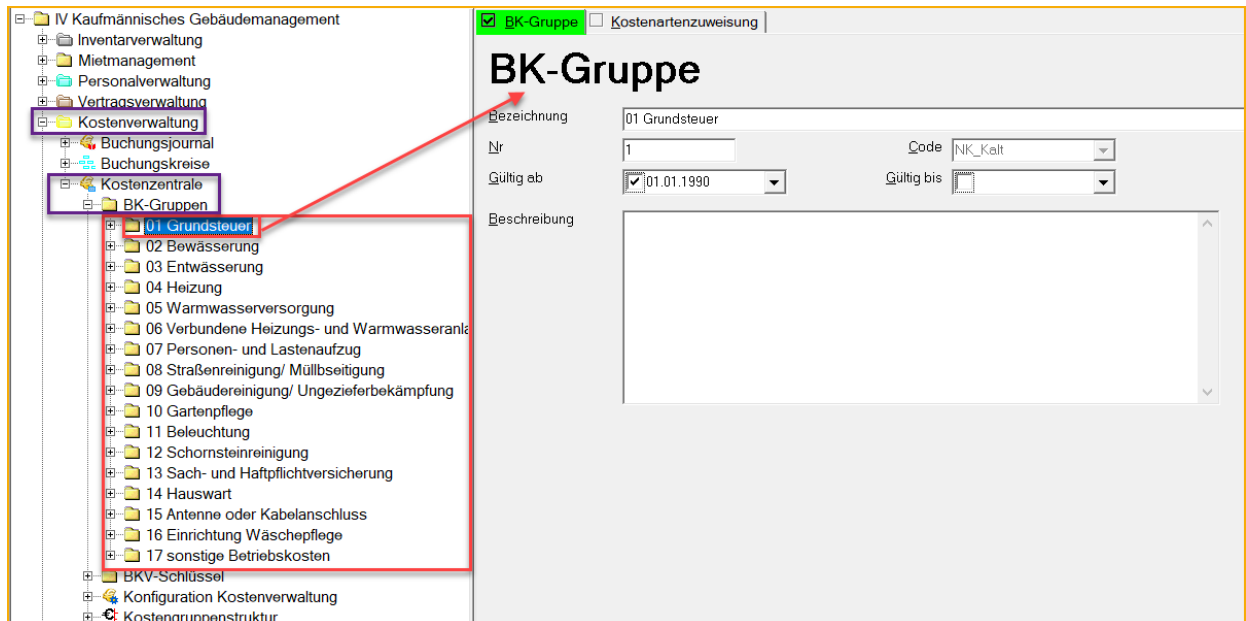 IV Kaufmännisches Gebäudemanagement
Inventarverwaltung
Mietmanagement
Personalverwaltung
Vertragsverwaltung
Kostenverwaltung
Buchungsjournal
Buchungskreise
Kostenzentrale
BK-Gruppen
01 Grundsteuer
02 Bewässerung
03 Entwässerung
04 Heizung
05 Warmwasserversorgung
06 Verbundene Heizungs- und Warmwasseranla
07 Personen- und Lastenaufzug
08 Straßenreinigung/ Müllbseitigung
09 Gebäudereinigung/ Ungezieferbekämpfung
10 Gartenpflege
11 Beleuchtung
12 Schornsteinreinigung
13 Sach- und Haftpflichtversicherung
14 Hauswart
15 Antenne oder Kabelanschluss
16 Einrichtung Wäschepflege
17 sonstige Betriebskosten
BKV-Schlüssel
Konfiguration Kostenverwaltung
Kostengruppenstruktur
BK-Gruppe Kostenartenzuweisung
BK-Gruppe
Bezeichnung 01 Grundsteuer
Nr 1 Code NK_Kalt
Gültig ab 01.01.1990 Gültig bis
Beschreibung